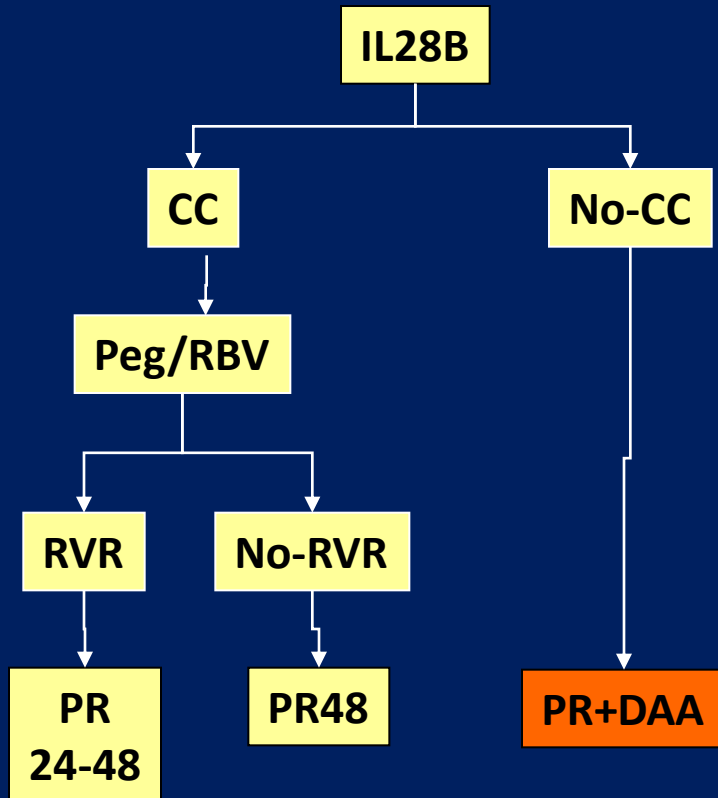 IL28B
CC
No-CC
Peg/RBV
RVR
No-RVR
PR
24-48
PR48
PR+DAA